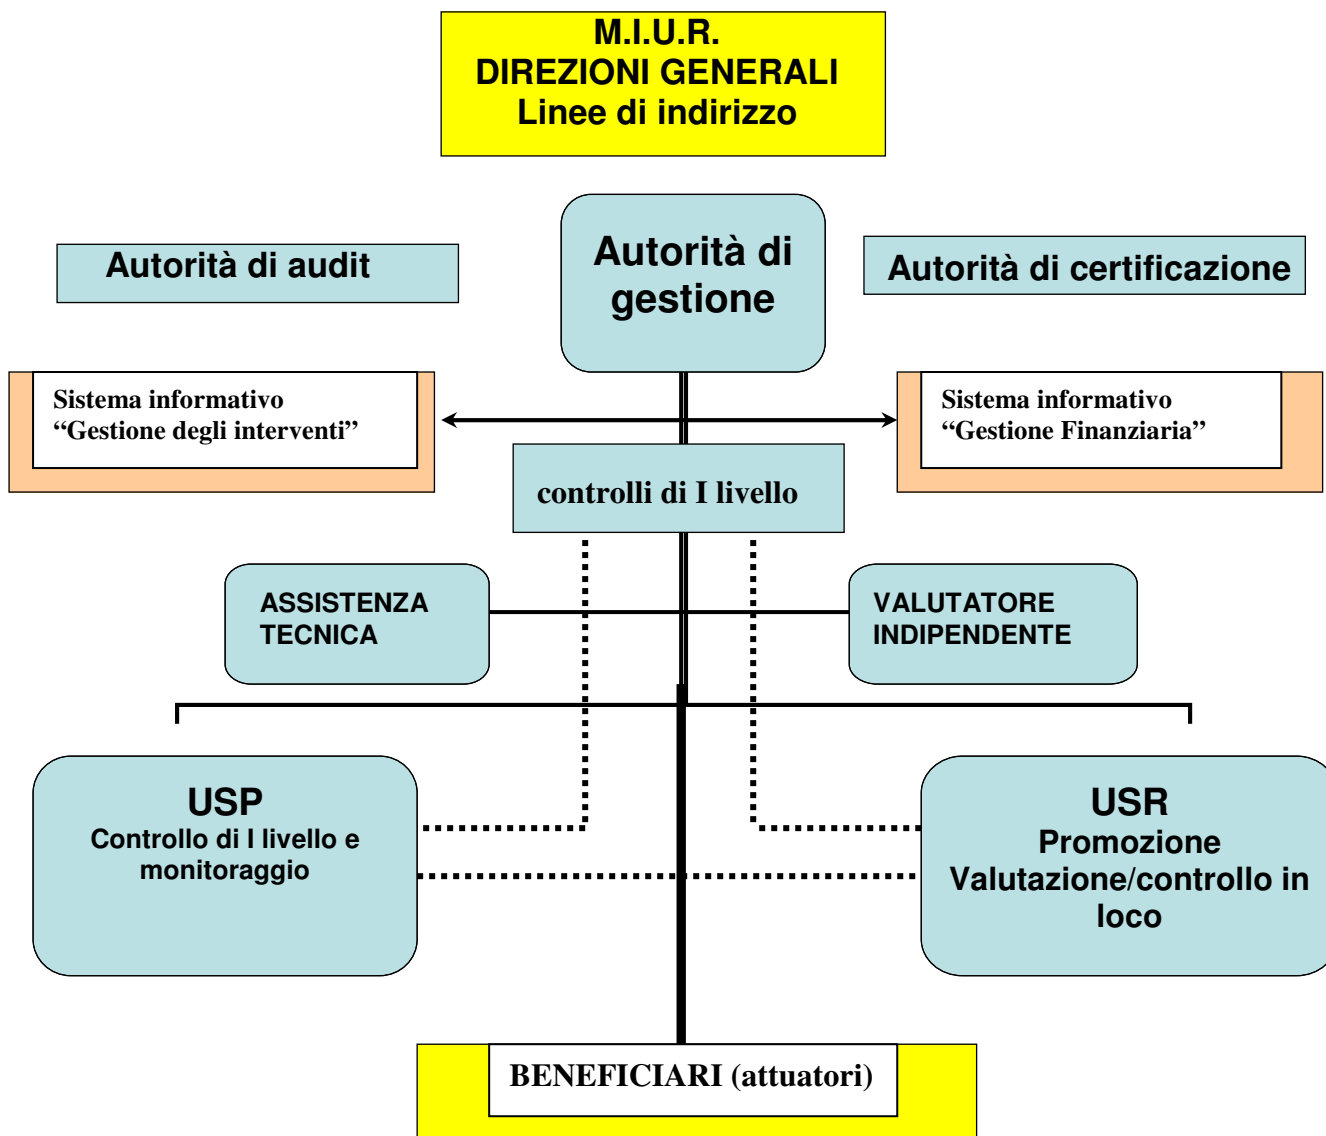 M.I.U.R.
DIREZIONI GENERALI
Linee di indirizzo
Autorità di audit
Autorità di
gestione
Autorità di certificazione
Sistema informativo
“Gestione degli interventi”
Sistema informativo
“Gestione Finanziaria”
controlli di I livello
ASSISTENZA
TECNICA
VALUTATORE
INDIPENDENTE
USP
Controllo di I livello e
monitoraggio
USR
Promozione
Valutazione/controllo in
loco
BENEFICIARI (attuatori)